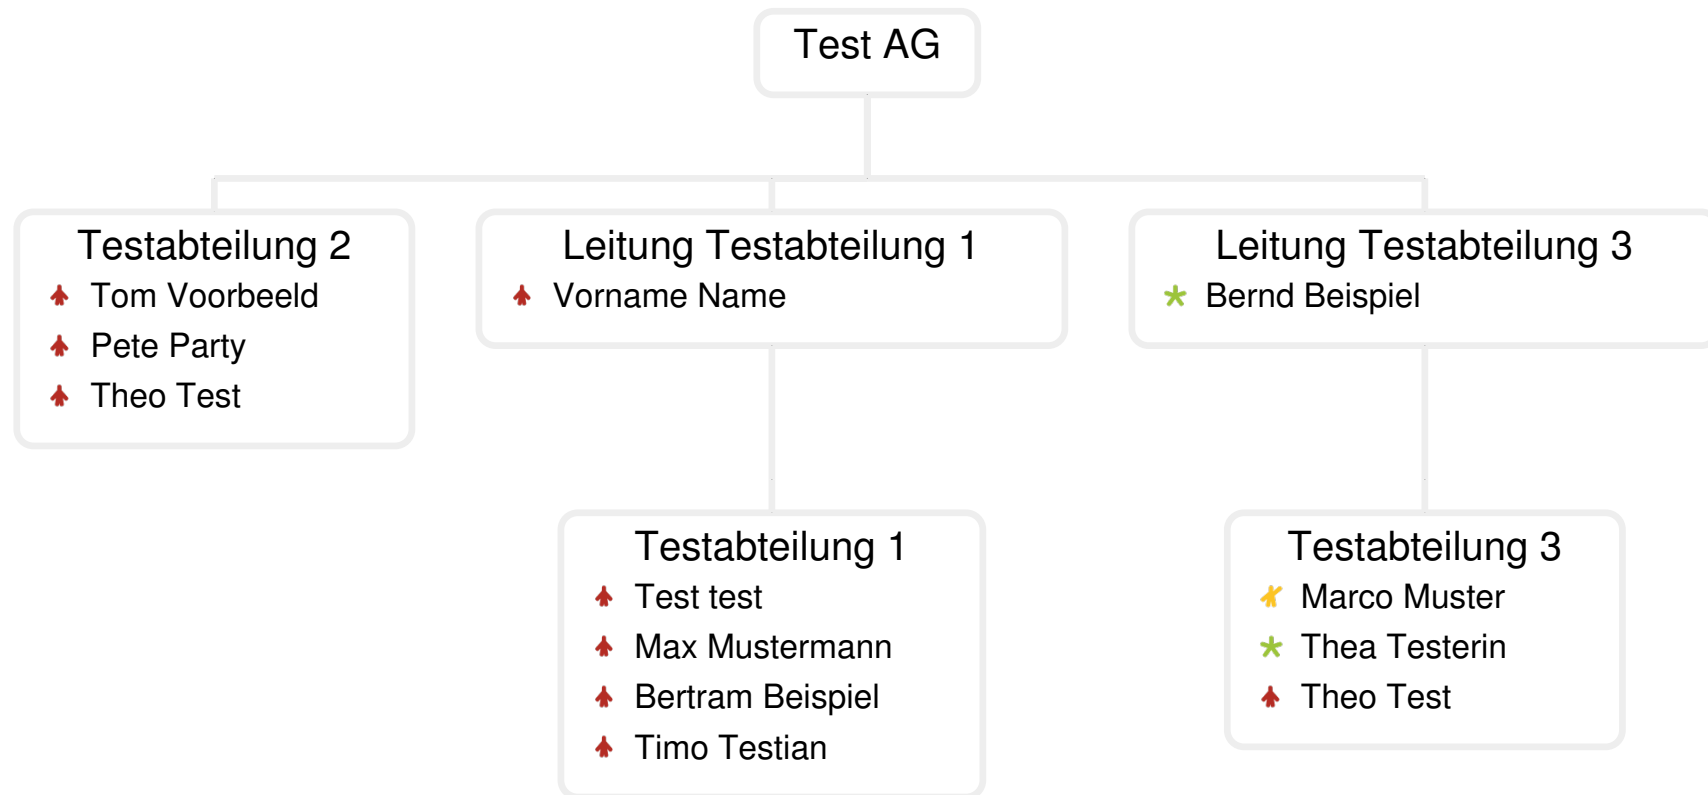 Test AG
Testabteilung 2
Tom Voorbeeld
Pete Party
Theo Test
Leitung Testabteilung 1
Vorname Name
Leitung Testabteilung 3
Bernd Beispiel
Testabteilung 1
Test test
Max Mustermann
Bertram Beispiel
Timo Testian
Testabteilung 3
Marco Muster
Thea Testerin
Theo Test